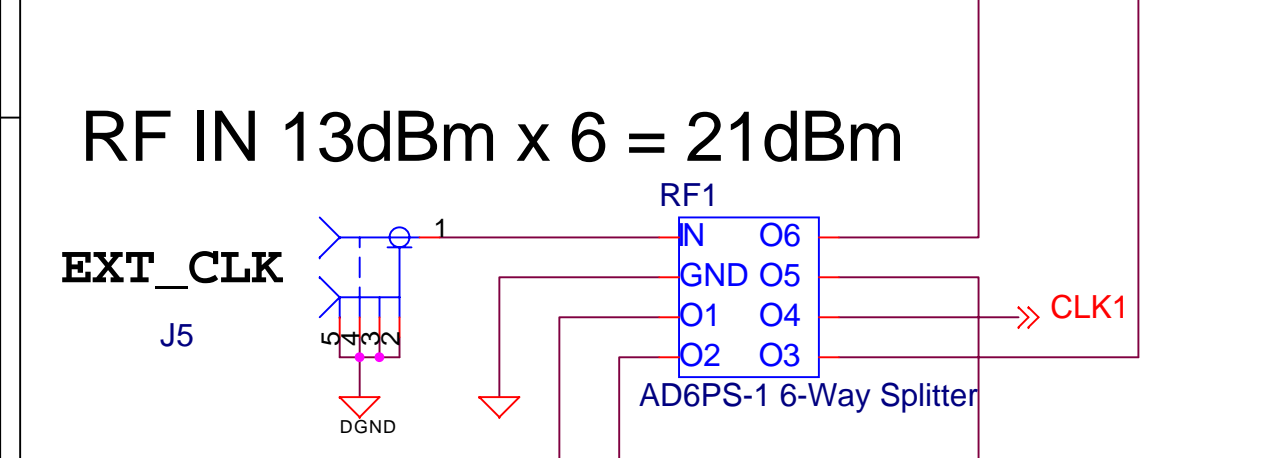 RF IN 13dBm x 6 = 21dBm
RF1
EXT_CLK
J5
1
5
4
3
2
DGND
IN O6
GND O5
O1 O4
O2 O3
CLK1
AD6PS-1 6-Way Splitter